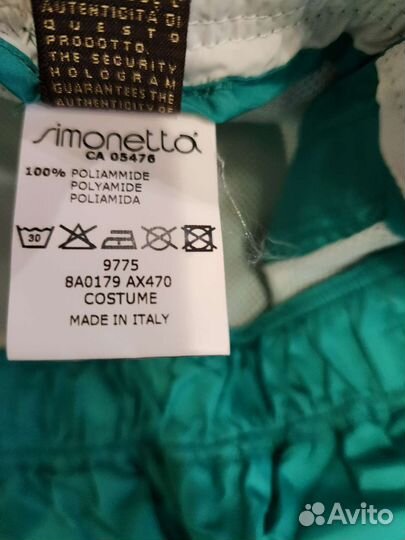 AUTENTICITÀ DI
QUESTO
PRODOTTO.
THE SECURITY
HOLOGRAM
GUARANTEES THE
AUTHENTICITY OF
simonetta
CA 05476
100% POLIAMMIDE
POLYAMIDE
POLIAMIDA
30
9775
8A0179 AX470
COSTUME
MADE IN ITALY
Avito